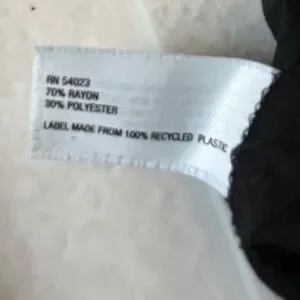 RN 54023
70% RAYON
30% POLYESTER
LABEL MADE FROM 100% RECYCLED PLASTIC